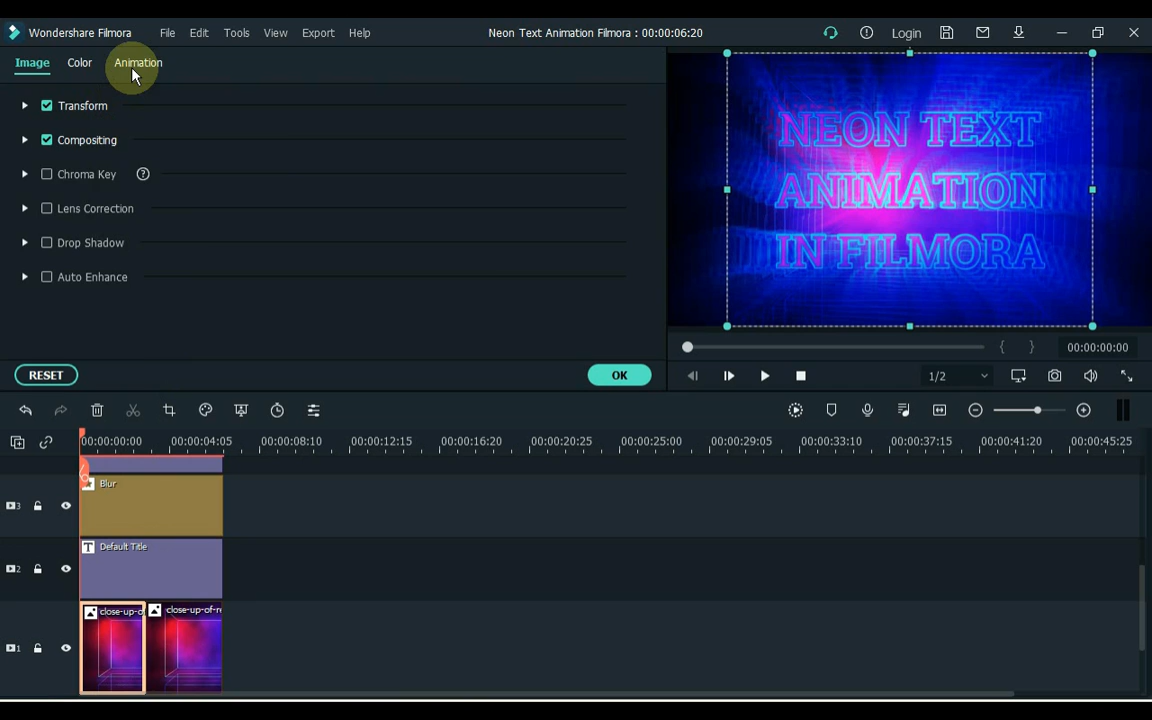 Wondershare Filmora File Edit Tools View Export Help Neon Text Animation Filmora : 00:00:06:20 Login
Image Color Animation
Transform
Compositing
Chroma Key ?
Lens Correction
Drop Shadow
Auto Enhance
RESET OK
NEON TEXT
ANIMATION
IN FILMORA
{ } 00:00:00:00
1/2
00:00:00:00 00:00:04:05 00:00:08:10 00:00:12:15 00:00:16:20 00:00:20:25 00:00:25:00 00:00:29:05 00:00:33:10 00:00:37:15 00:00:41:20 00:00:45:25
3 Blur
2 T Default Title
1 close-up-o close-up-of-re